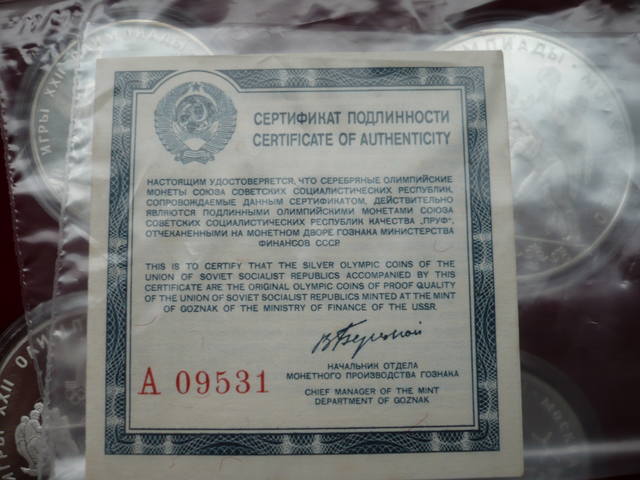 СЕРТИФИКАТ ПОДЛИННОСТИ
CERTIFICATE OF AUTHENTICITY
НАСТОЯЩИМ УДОСТОВЕРЯЕТСЯ, ЧТО СЕРЕБРЯНЫЕ ОЛИМПИЙСКИЕ
МОНЕТЫ СОЮЗА СОВЕТСКИХ СОЦИАЛИСТИЧЕСКИХ РЕСПУБЛИК,
СОПРОВОЖДАЕМЫЕ ДАННЫМ СЕРТИФИКАТОМ, ДЕЙСТВИТЕЛЬНО
ЯВЛЯЮТСЯ ПОДЛИННЫМИ ОЛИМПИЙСКИМИ МОНЕТАМИ СОЮЗА
СОВЕТСКИХ СОЦИАЛИСТИЧЕСКИХ РЕСПУБЛИК КАЧЕСТВА „ПРУФ“,
ОТЧЕКАНЕННЫМИ НА МОНЕТНОМ ДВОРЕ ГОЗНАКА МИНИСТЕРСТВА
ФИНАНСОВ СССР.
THIS IS TO CERTIFY THAT THE SILVER OLYMPIC COINS OF THE
UNION OF SOVIET SOCIALIST REPUBLICS ACCOMPANIED BY THIS
CERTIFICATE ARE THE ORIGINAL OLYMPIC COINS OF PROOF QUALITY
OF THE UNION OF SOVIET SOCIALIST REPUBLICS MINTED AT THE MINT
OF GOZNAK OF THE MINISTRY OF FINANCE OF THE USSR.
НАЧАЛЬНИК ОТДЕЛА
МОНЕТНОГО ПРОИЗВОДСТВА ГОЗНАКА
A 09531
CHIEF MANAGER OF THE MINT
DEPARTMENT OF GOZNAK
ИГРЫ XXII
ИГРЫ XXII